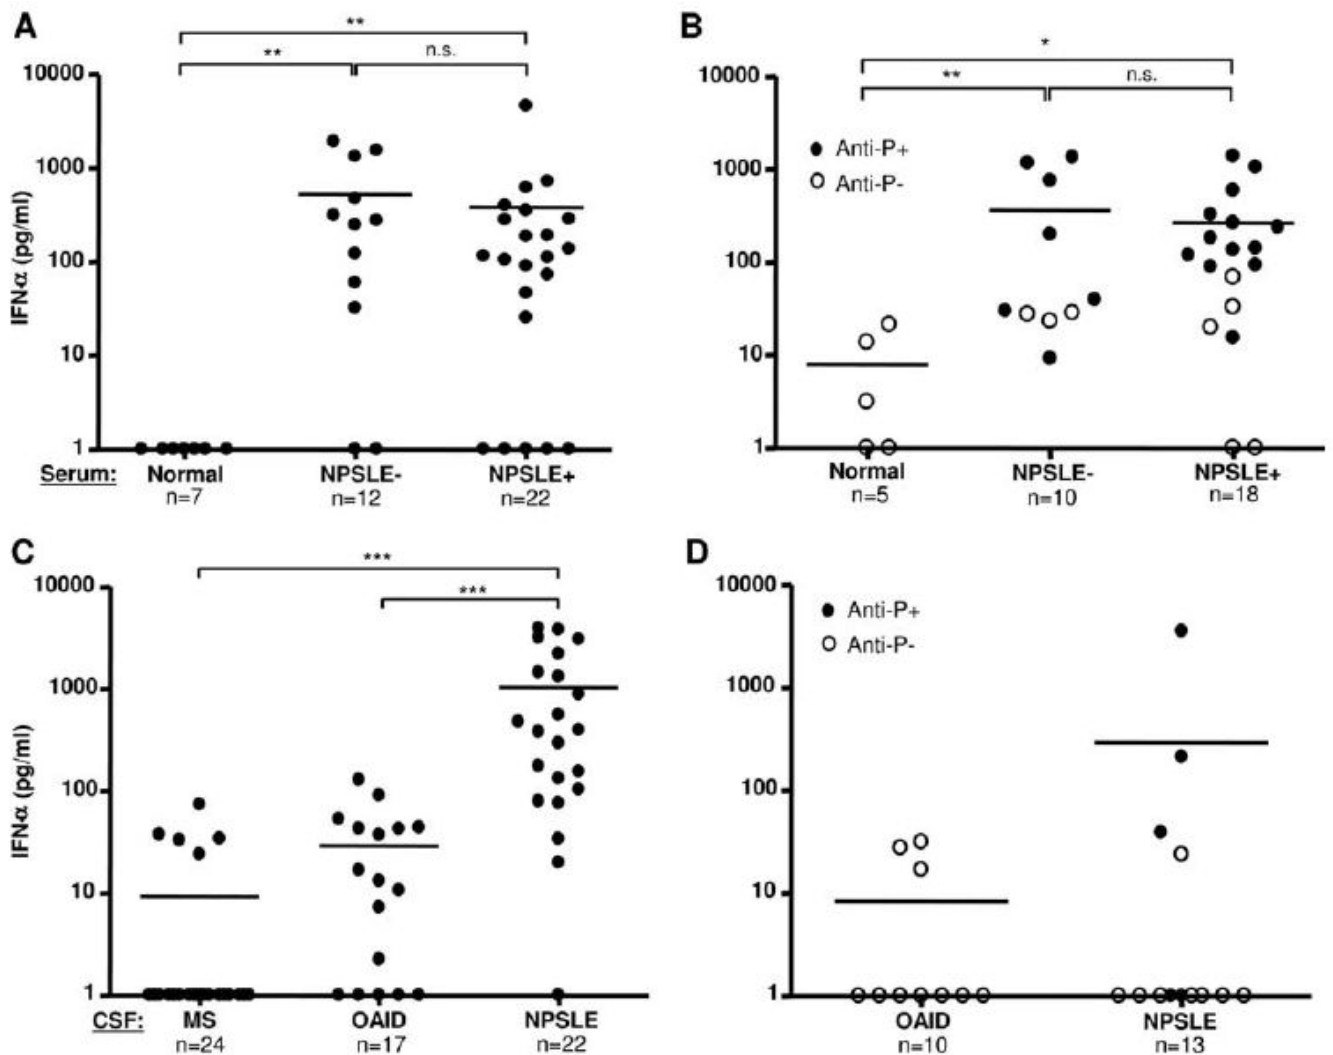 A
**
**
n.s.
10000
1000
100
10
1
IFNα (pg/ml)
Serum: Normal NPSLE- NPSLE+
n=7 n=12 n=22
B
*
**
n.s.
10000
1000
100
10
1
Anti-P+
Anti-P-
Normal NPSLE- NPSLE+
n=5 n=10 n=18
C
***
***
10000
1000
100
10
1
IFNα (pg/ml)
CSF: MS OAID NPSLE
n=24 n=17 n=22
D
10000
1000
100
10
1
Anti-P+
Anti-P-
OAID NPSLE
n=10 n=13